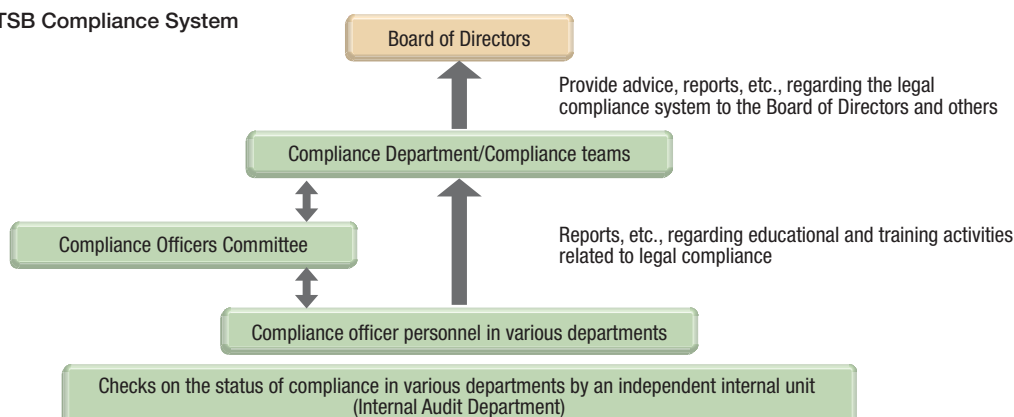 TSB Compliance System
Board of Directors
Provide advice, reports, etc., regarding the legal
compliance system to the Board of Directors and others
Compliance Department/Compliance teams
Compliance Officers Committee
Reports, etc., regarding educational and training activities
related to legal compliance
Compliance officer personnel in various departments
Checks on the status of compliance in various departments by an independent internal unit
(Internal Audit Department)